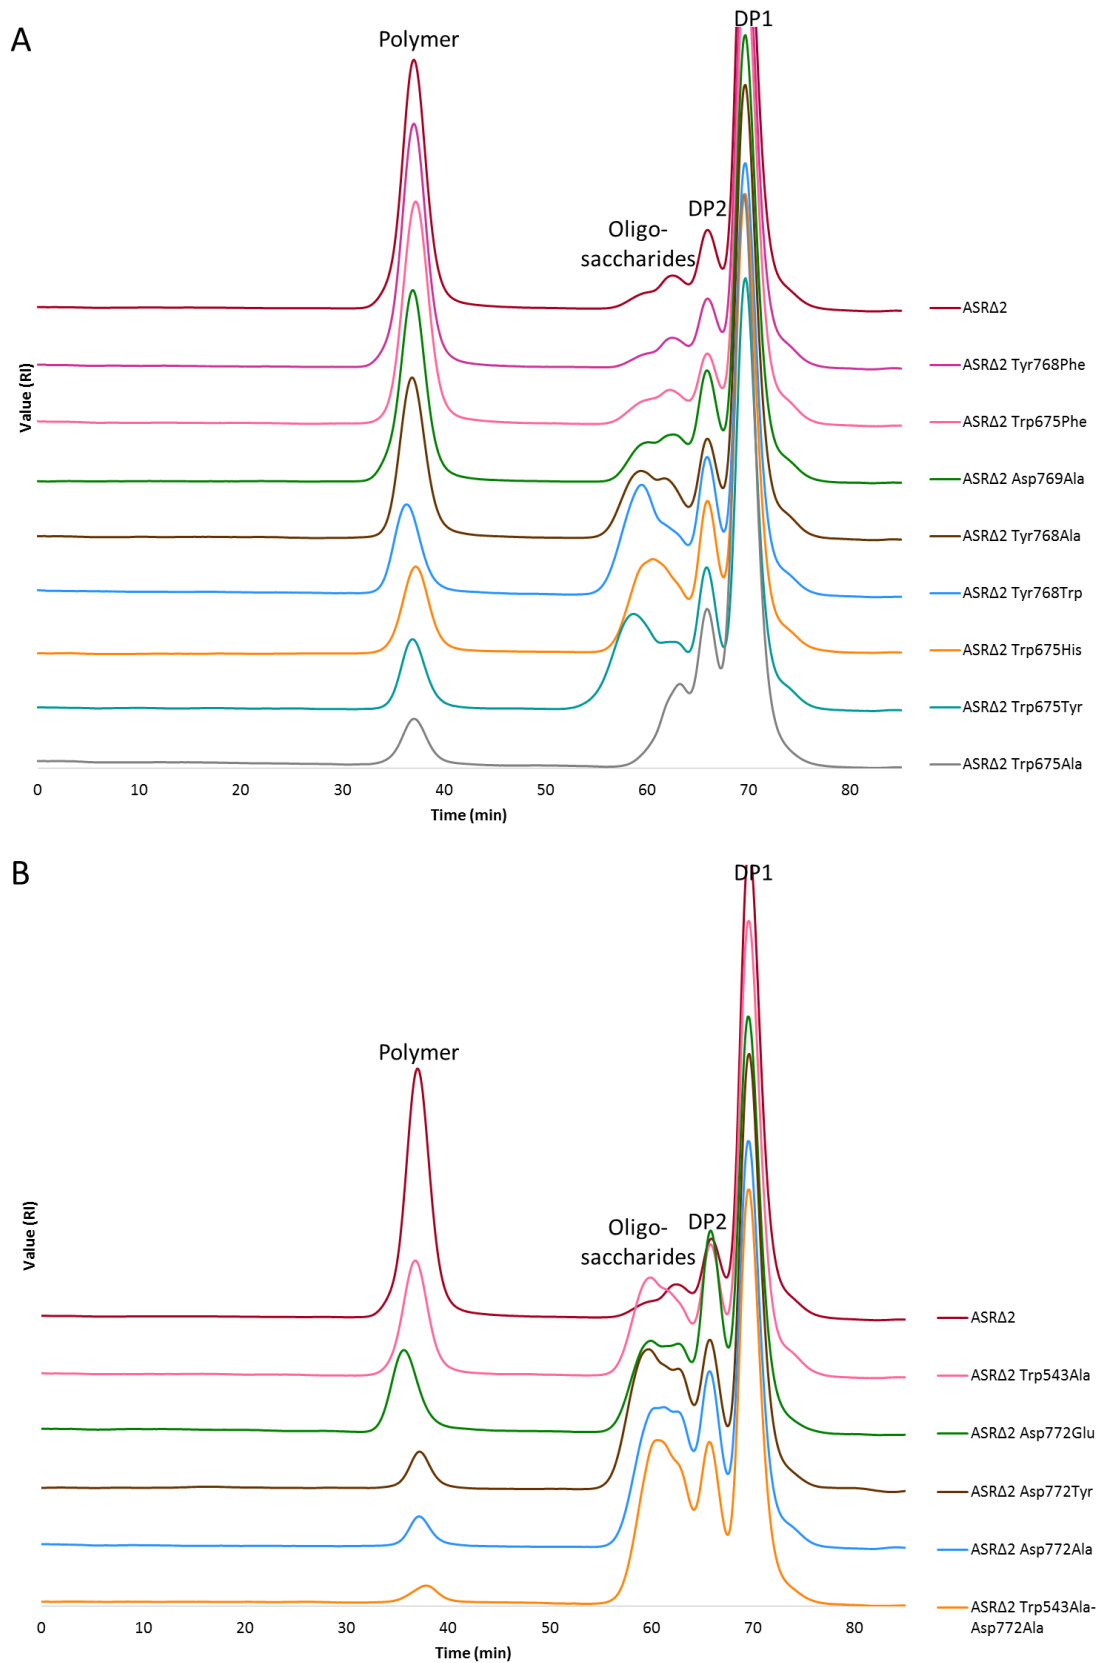 A
DP1
Polymer
DP2
Oligo-
saccharides
ASRΔ2
ASRΔ2 Tyr768Phe
Value (RI)
ASRΔ2 Trp675Phe
ASRΔ2 Asp769Ala
ASRΔ2 Tyr768Ala
ASRΔ2 Tyr768Trp
ASRΔ2 Trp675His
ASRΔ2 Trp675Tyr
ASRΔ2 Trp675Ala
0 10 20 30 40 50 60 70 80
Time (min)
B
DP1
Polymer
DP2
Oligo-
saccharides
Value (RI)
ASRΔ2
ASRΔ2 Trp543Ala
ASRΔ2 Asp772Glu
ASRΔ2 Asp772Tyr
ASRΔ2 Asp772Ala
ASRΔ2 Trp543Ala-
Asp772Ala
0 10 20 30 40 50 60 70 80
Time (min)